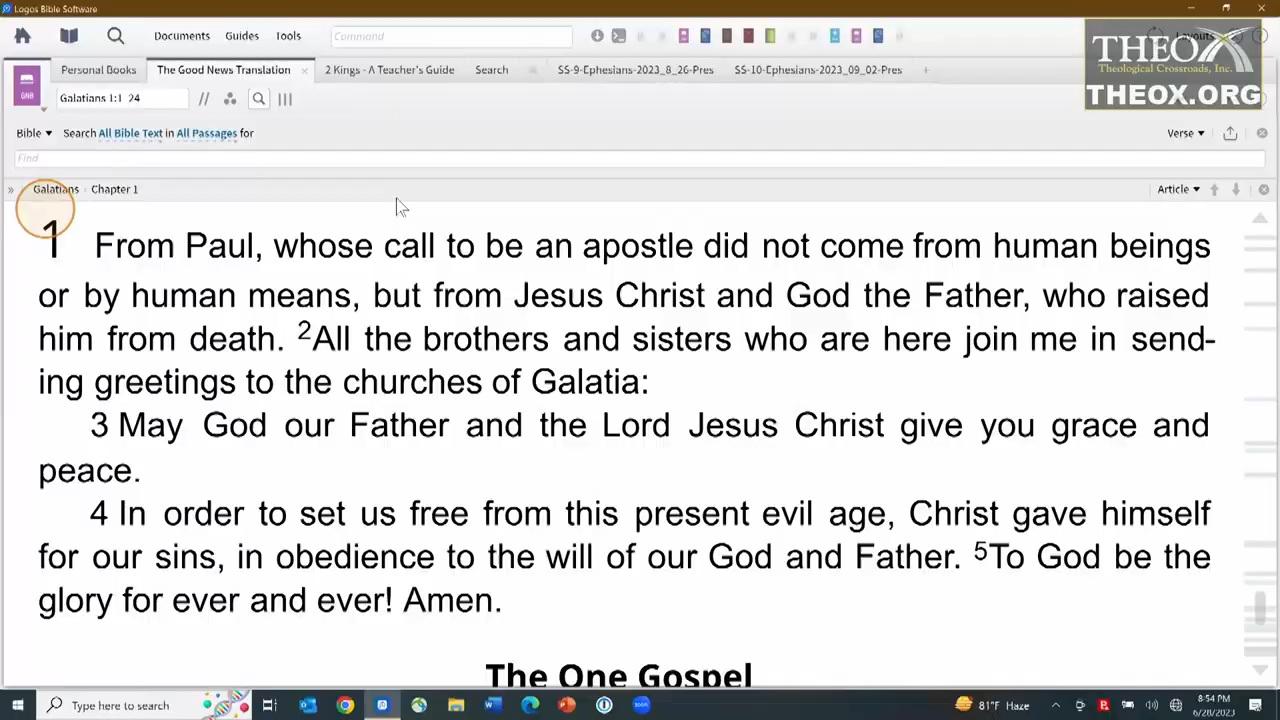 Logos Bible Software
Documents Guides Tools Command Layouts
THEOX
Theological Crossroads, Inc.
THEOX.ORG
Personal Books The Good News Translation 2 Kings - A Teacher's Guid Search SS-9-Ephesians-2023_8_26-Pres SS-10-Ephesians-2023_09_02-Pres
GNB
Galatians 1:1 24
Bible Search All Bible Text in All Passages for Verse
Find
Galatians Chapter 1 Article
1 From Paul, whose call to be an apostle did not come from human beings
or by human means, but from Jesus Christ and God the Father, who raised
him from death. 2All the brothers and sisters who are here join me in send-
ing greetings to the churches of Galatia:
3 May God our Father and the Lord Jesus Christ give you grace and
peace.
4 In order to set us free from this present evil age, Christ gave himself
for our sins, in obedience to the will of our God and Father. 5To God be the
glory for ever and ever! Amen.
The One Gospel
Type here to search 81°F Haze 8:54 PM
6/28/2023